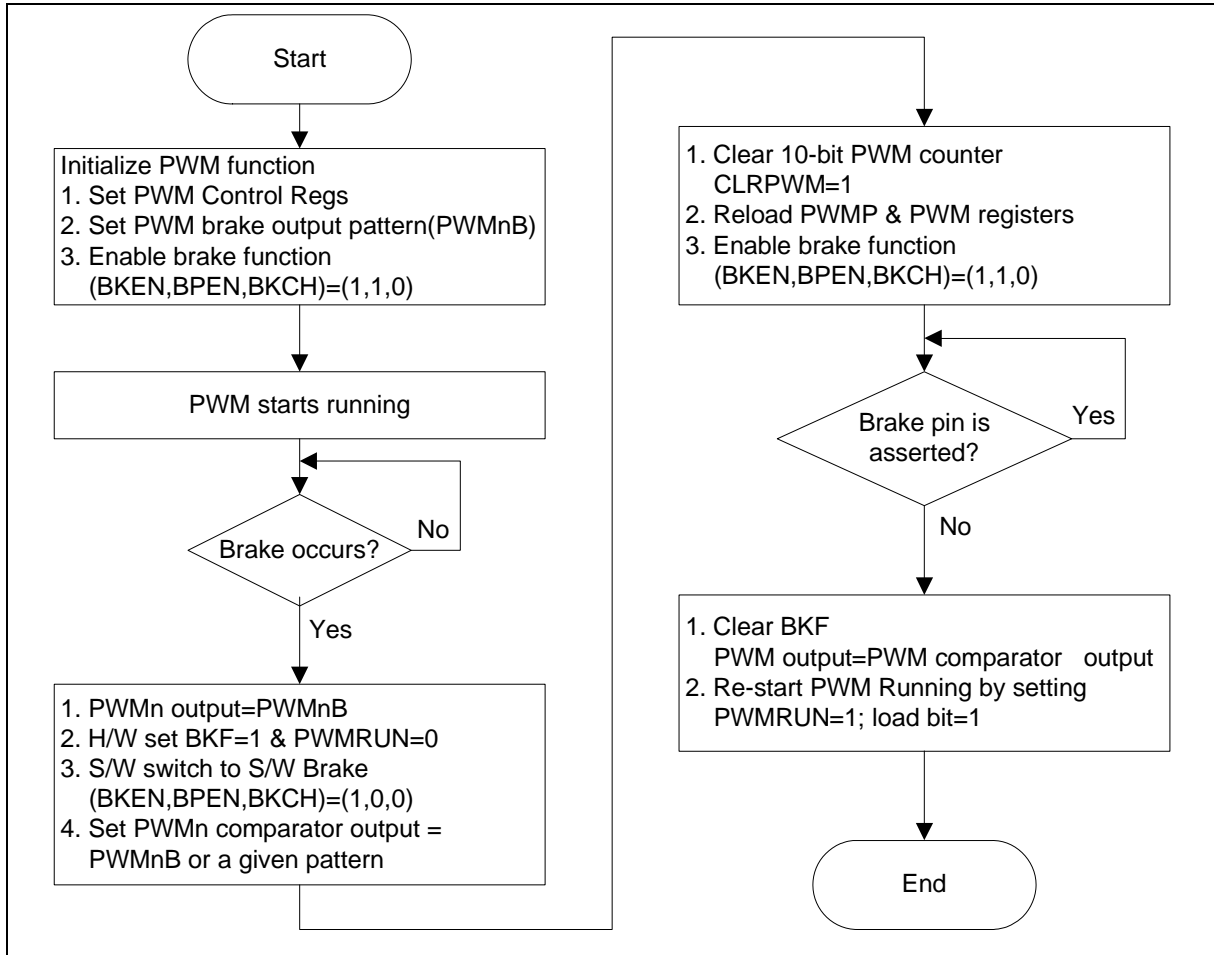 Start
Initialize PWM function
1. Set PWM Control Regs
2. Set PWM brake output pattern(PWMnB)
3. Enable brake function
(BKEN,BPEN,BKCH)=(1,1,0)
PWM starts running
Brake occurs?
No
Yes
1. PWMn output=PWMnB
2. H/W set BKF=1 & PWMRUN=0
3. S/W switch to S/W Brake
(BKEN,BPEN,BKCH)=(1,0,0)
4. Set PWMn comparator output =
PWMnB or a given pattern
1. Clear 10-bit PWM counter
CLRPWM=1
2. Reload PWMP & PWM registers
3. Enable brake function
(BKEN,BPEN,BKCH)=(1,1,0)
Brake pin is
asserted?
Yes
No
1. Clear BKF
PWM output=PWM comparator output
2. Re-start PWM Running by setting
PWMRUN=1; load bit=1
End